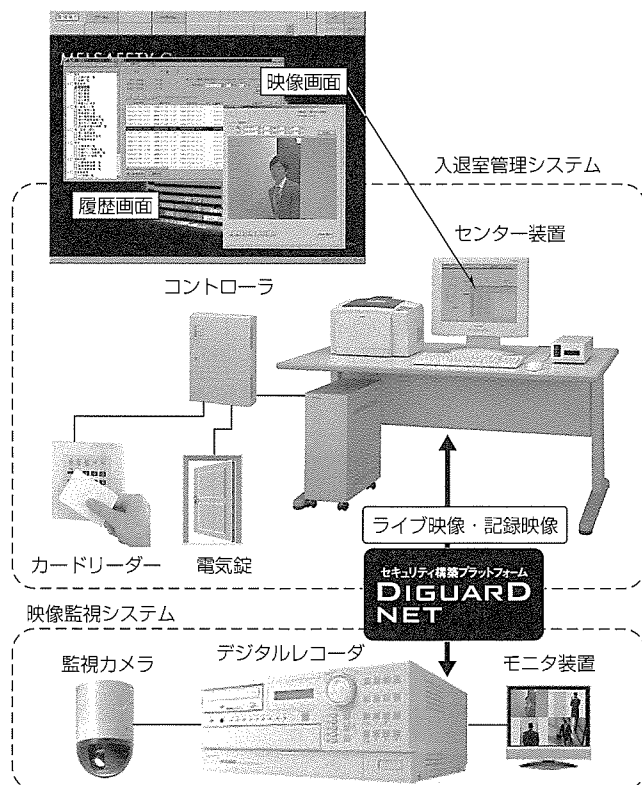 MELSAFETY-G
映像画面
履歴画面
入退室管理システム
センター装置
コントローラ
カードリーダー
電気錠
ライブ映像・記録映像
セキュリティ構築プラットフォーム
DIGUARD
NET
映像監視システム
監視カメラ
デジタルレコーダ
モニタ装置